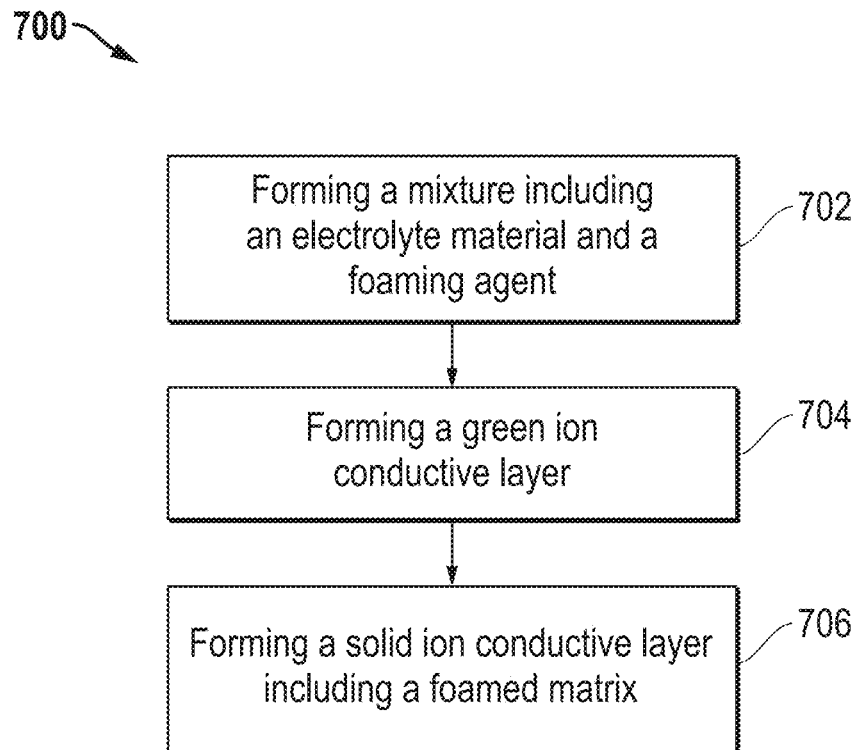 700
Forming a mixture including
an electrolyte material and a
foaming agent
702
Forming a green ion
conductive layer
704
Forming a solid ion conductive layer
including a foamed matrix
706